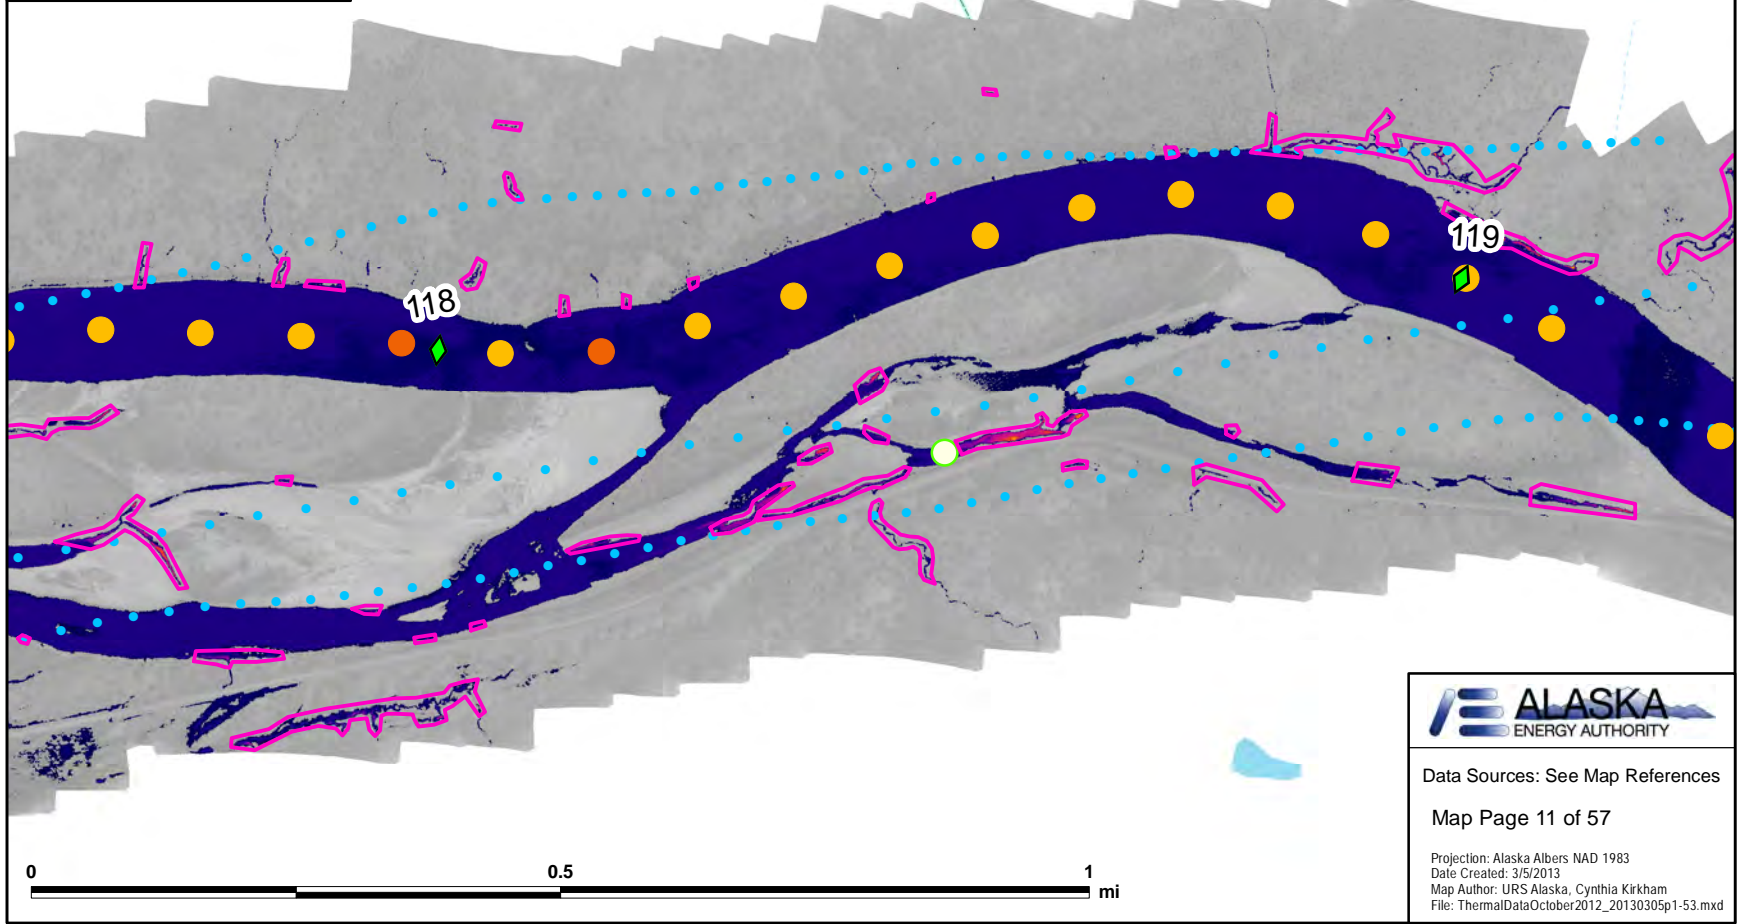 118
119
0
0.5
1
mi
ALASKA
ENERGY AUTHORITY
Data Sources: See Map References
Map Page 11 of 57
Projection: Alaska Albers NAD 1983
Date Created: 3/5/2013
Map Author: URS Alaska, Cynthia Kirkham
File: ThermalDataOctober2012_20130305p1-53.mxd